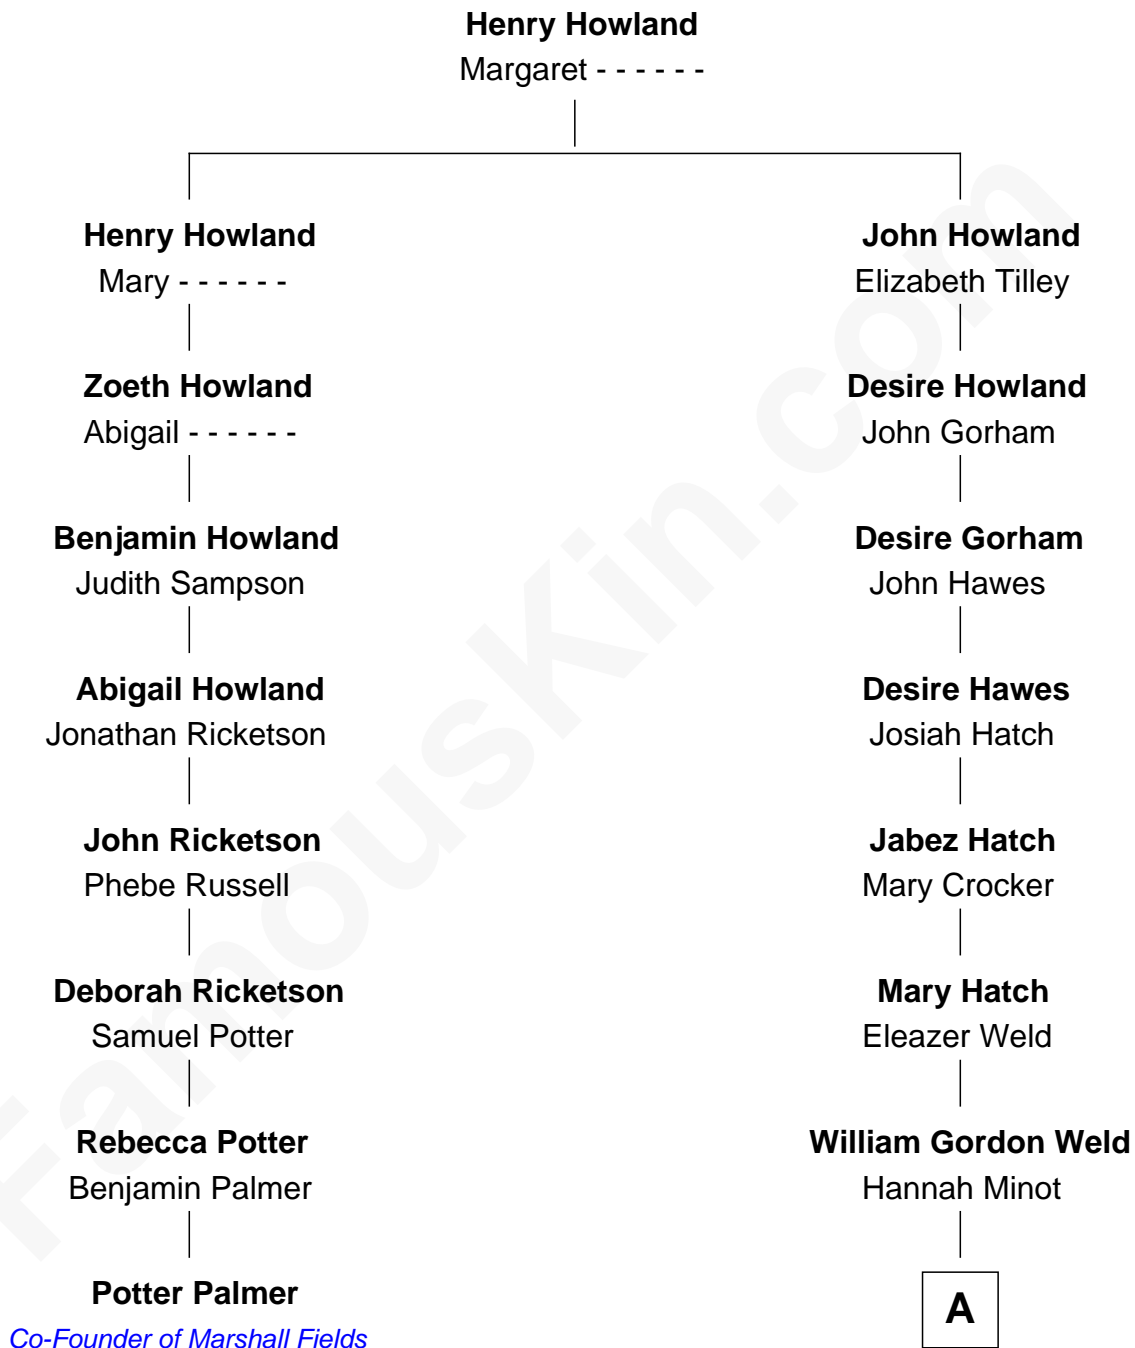 Henry Howland
Margaret - - - - - -
Henry Howland
Mary - - - - - -
Zoeth Howland
Abigail - - - - - -
Benjamin Howland
Judith Sampson
Abigail Howland
Jonathan Ricketson
John Ricketson
Phebe Russell
Deborah Ricketson
Samuel Potter
Rebecca Potter
Benjamin Palmer
Potter Palmer
Co-Founder of Marshall Fields
John Howland
Elizabeth Tilley
Desire Howland
John Gorham
Desire Gorham
John Hawes
Desire Hawes
Josiah Hatch
Jabez Hatch
Mary Crocker
Mary Hatch
Eleazer Weld
William Gordon Weld
Hannah Minot
A
FamousKin.com